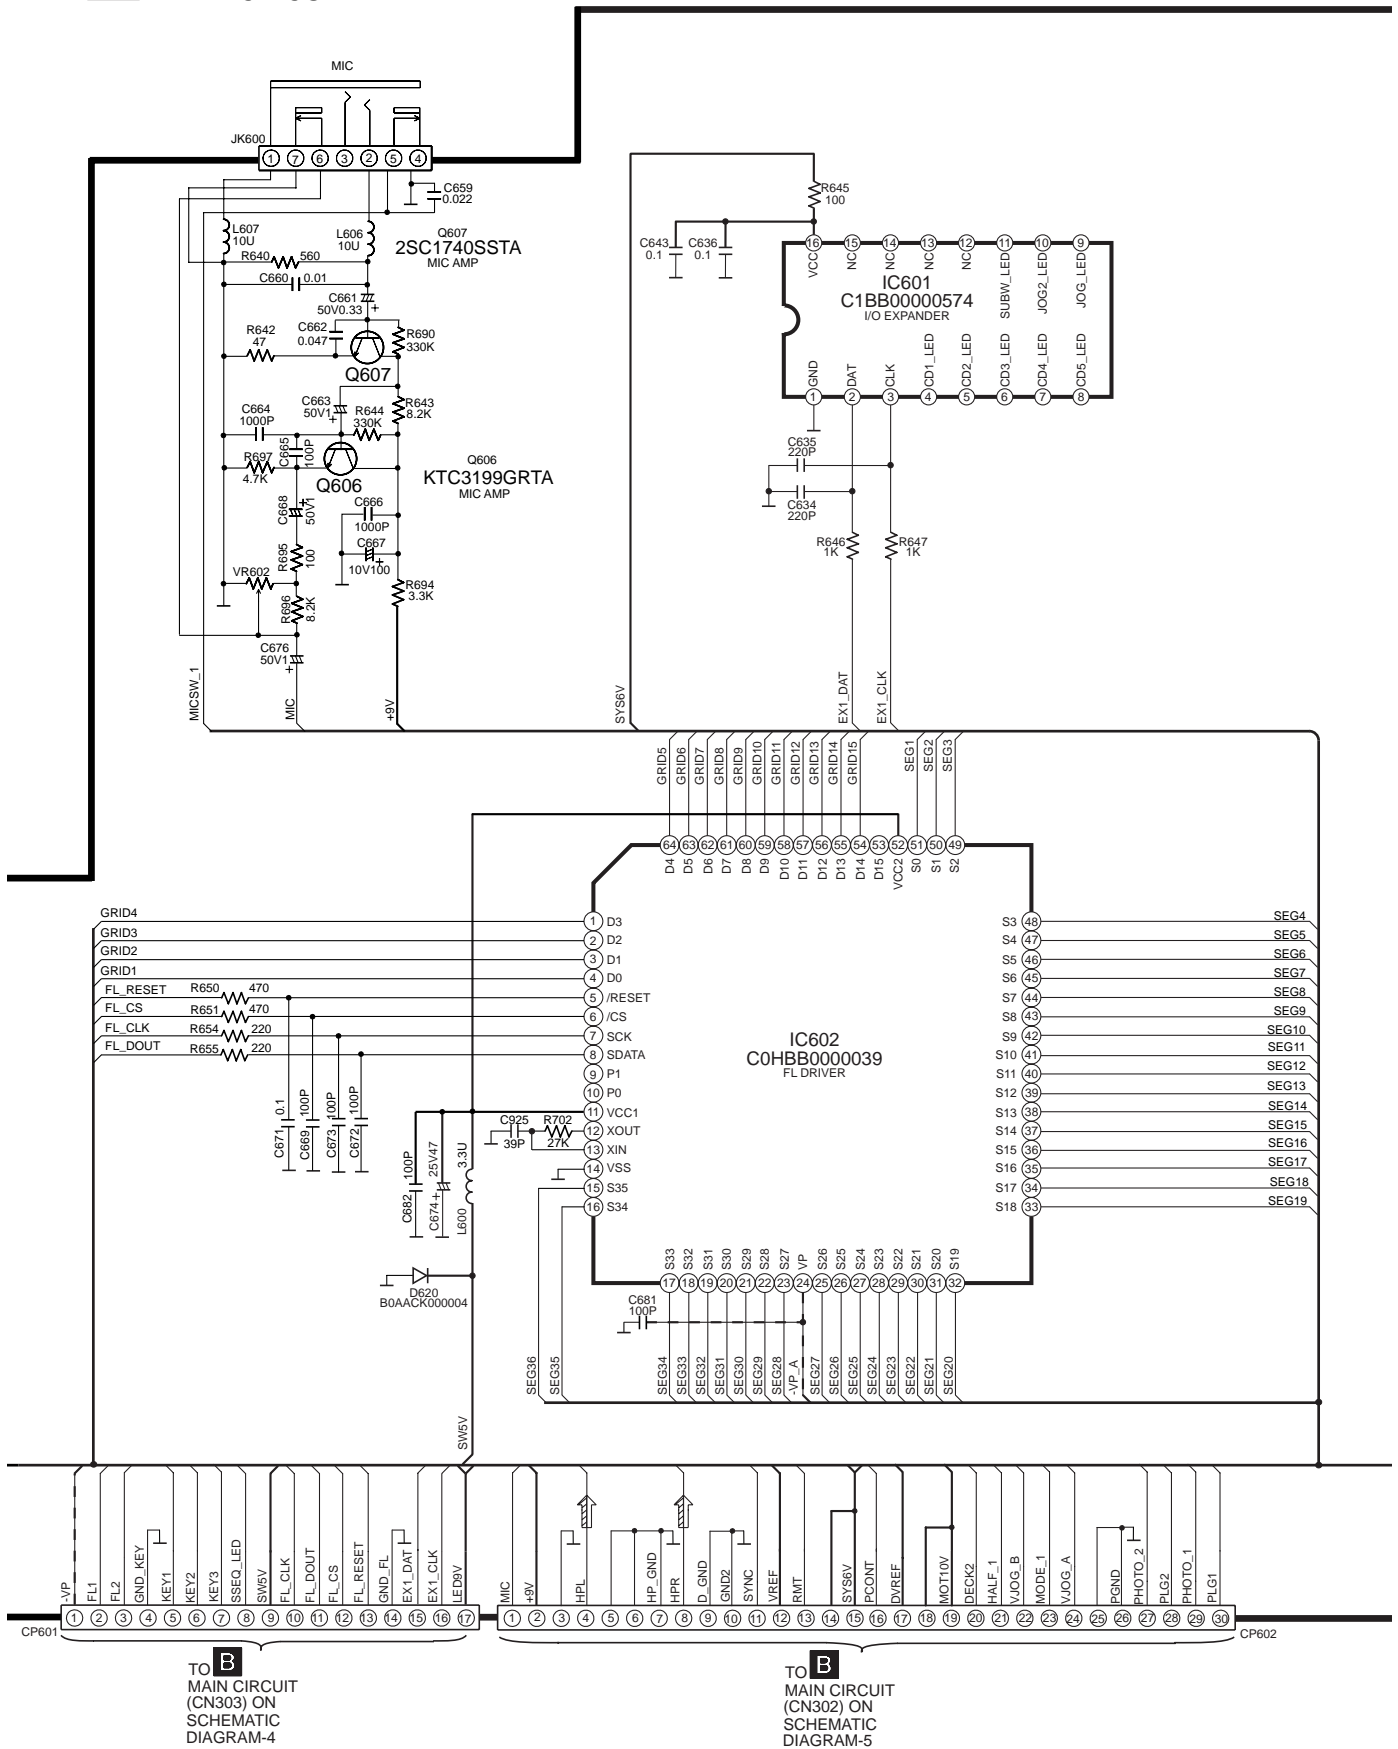 MIC
JK600
1 7 6 3 2 5 4
C659
0.022
L607
10U
L606
10U
Q607
2SC1740SSTA
MIC AMP
R640 560
C660 0.01
C661
50V0.33 +
R642
47
C662
0.047
R690
330K
Q607
C663
50V1 +
R643
8.2K
C664
1000P
R644
330K
C665
100P
R697
4.7K
Q606
Q606
KTC3199GRTA
MIC AMP
C668
50V1
+
C666
1000P
C667
10V100
+
R695
100
VR602
R694
3.3K
R696
8.2K
C676
50V1 +
MICSW_1
MIC
+9V
SYS6V
R645
100
C643
0.1
C636
0.1
16 15 14 13 12 11 10 9
VCC NC NC NC NC SUBW_LED JOG2_LED JOG_LED
IC601
C1BB00000574
I/O EXPANDER
GND DAT CLK CD1_LED CD2_LED CD3_LED CD4_LED CD5_LED
1 2 3 4 5 6 7 8
C635
220P
C634
220P
R646
1K
R647
1K
EX1_DAT
EX1_CLK
GRID5 GRID6 GRID7 GRID8 GRID9 GRID10 GRID11 GRID12 GRID13 GRID14 GRID15 SEG1 SEG2 SEG3
64 63 62 61 60 59 58 57 56 55 54 53 52 51 50 49
D4 D5 D6 D7 D8 D9 D10 D11 D12 D13 D14 D15 VCC2 S0 S1 S2
GRID4 1 D3
GRID3 2 D2
GRID2 3 D1
GRID1 4 D0
FL_RESET R650 470 5 /RESET
FL_CS R651 470 6 /CS
FL_CLK R654 220 7 SCK
FL_DOUT R655 220 8 SDATA
9 P1
10 P0
11 VCC1
12 XOUT
13 XIN
14 VSS
15 S35
16 S34
IC602
C0HBB0000039
FL DRIVER
S3 48 SEG4
S4 47 SEG5
S5 46 SEG6
S6 45 SEG7
S7 44 SEG8
S8 43 SEG9
S9 42 SEG10
S10 41 SEG11
S11 40 SEG12
S12 39 SEG13
S13 38 SEG14
S14 37 SEG15
S15 36 SEG16
S16 35 SEG17
S17 34 SEG18
S18 33 SEG19
C671 0.1
C669 100P
C673 100P
C672 100P
C925
39P
R702
27K
C682 100P
C674 + 25V47
L600 3.3U
D620
B0AACK000004
S33 S32 S31 S30 S29 S28 S27 VP S26 S25 S24 S23 S22 S21 S20 S19
17 18 19 20 21 22 23 24 25 26 27 28 29 30 31 32
C681
100P
SEG36 SEG35 SEG34 SEG33 SEG32 SEG31 SEG30 SEG29 SEG28 -VP_A SEG27 SEG26 SEG25 SEG24 SEG23 SEG22 SEG21 SEG20
SW5V
-VP FL1 FL2 GND_KEY KEY1 KEY2 KEY3 SSEQ_LED SW5V FL_CLK FL_DOUT FL_CS FL_RESET GND_FL EX1_DAT EX1_CLK LED9V
1 2 3 4 5 6 7 8 9 10 11 12 13 14 15 16 17
CP601
MIC +9V HPL HP_GND HPR D_GND GND2 SYNC VREF RMT SYS6V PCONT DVREF MOT10V DECK2 HALF_1 VJOG_B MODE_1 VJOG_A PGND PHOTO_2 PLG2 PHOTO_1 PLG1
1 2 3 4 5 6 7 8 9 10 11 12 13 14 15 16 17 18 19 20 21 22 23 24 25 26 27 28 29 30
CP602
TO B
MAIN CIRCUIT
(CN303) ON
SCHEMATIC
DIAGRAM-4
TO B
MAIN CIRCUIT
(CN302) ON
SCHEMATIC
DIAGRAM-5